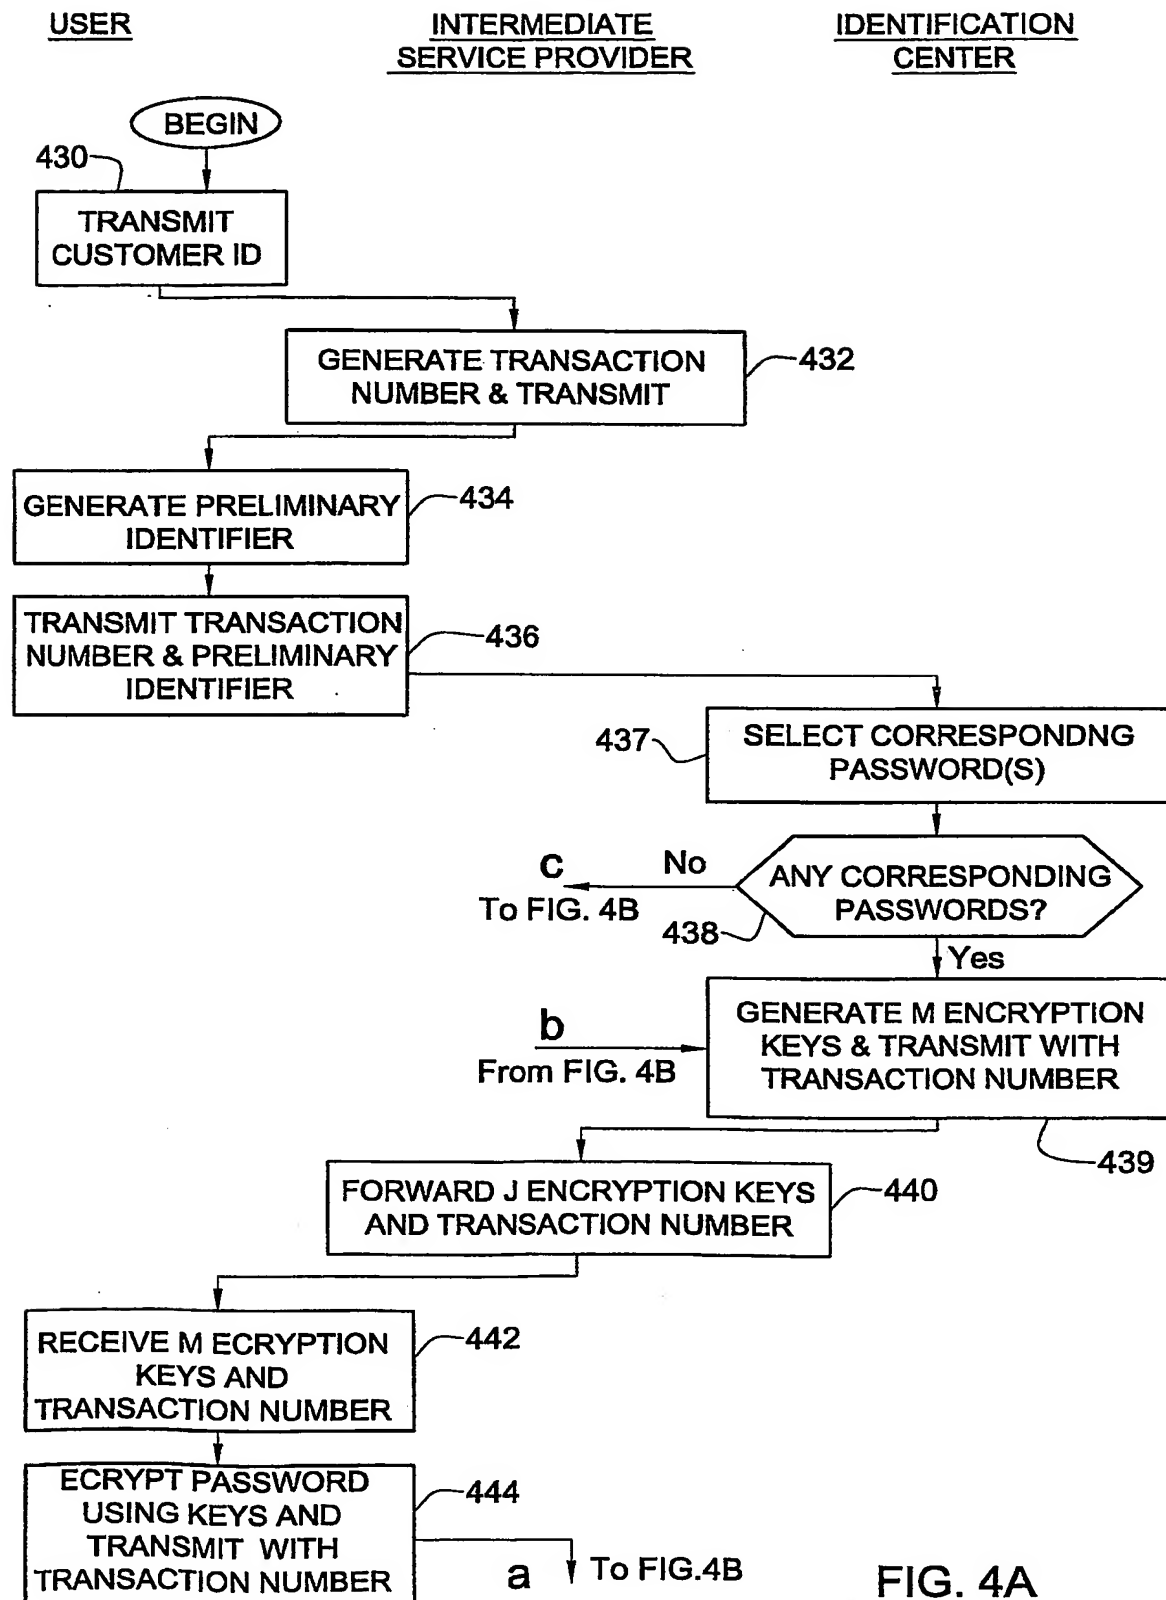 USER
INTERMEDIATE
SERVICE PROVIDER
IDENTIFICATION
CENTER
BEGIN
430
TRANSMIT
CUSTOMER ID
GENERATE TRANSACTION
NUMBER & TRANSMIT
432
GENERATE PRELIMINARY
IDENTIFIER
434
TRANSMIT TRANSACTION
NUMBER & PRELIMINARY
IDENTIFIER
436
437
SELECT CORRESPONDNG
PASSWORD(S)
c
No
To FIG. 4B
ANY CORRESPONDING
PASSWORDS?
438
Yes
b
From FIG. 4B
GENERATE M ENCRYPTION
KEYS & TRANSMIT WITH
TRANSACTION NUMBER
439
FORWARD J ENCRYPTION KEYS
AND TRANSACTION NUMBER
440
RECEIVE M ECRYPTION
KEYS AND
TRANSACTION NUMBER
442
ECRYPT PASSWORD
USING KEYS AND
TRANSMIT WITH
TRANSACTION NUMBER
444
a
To FIG.4B
FIG. 4A